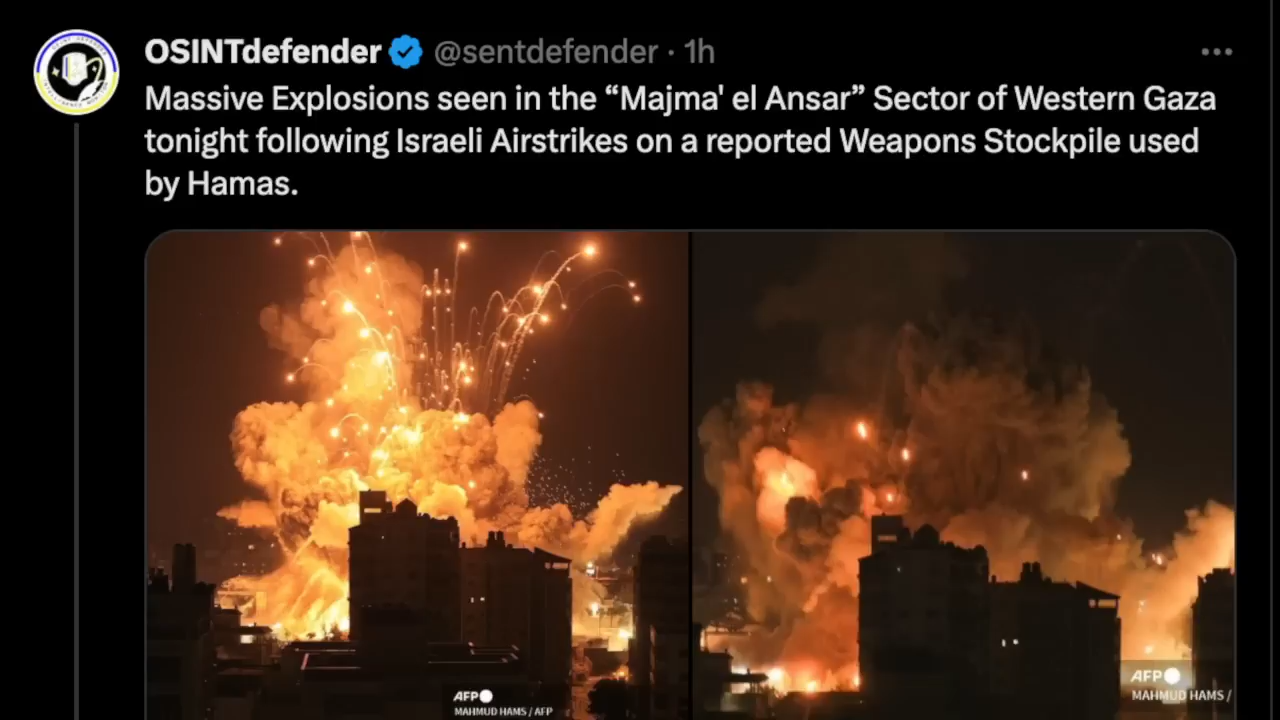 OSINTdefender @sentdefender · 1h
Massive Explosions seen in the “Majma' el Ansar” Sector of Western Gaza
tonight following Israeli Airstrikes on a reported Weapons Stockpile used
by Hamas.
AFP
MAHMUD HAMS / AFP
AFP
MAHMUD HAMS /